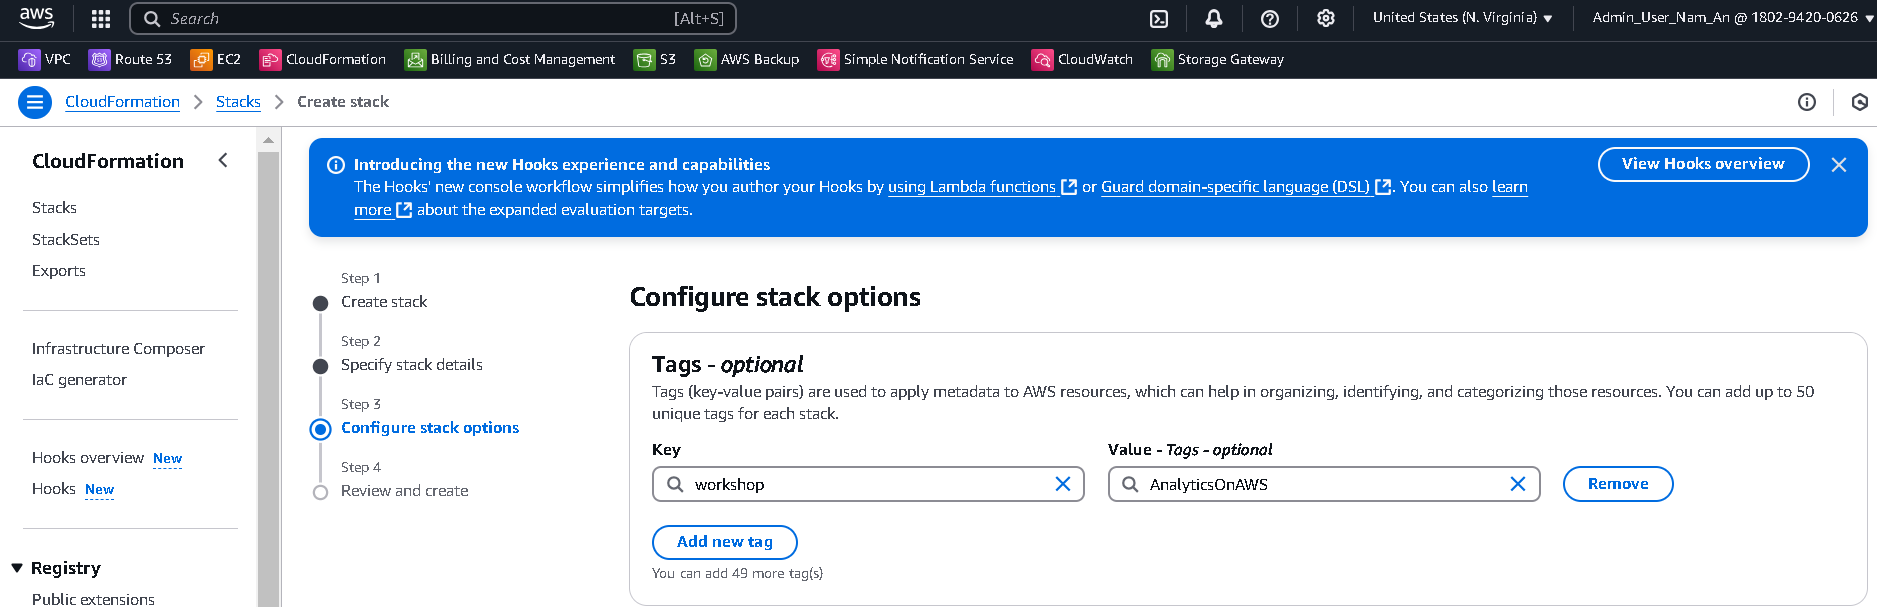 aws
Search [Alt+S] United States (N. Virginia) Admin_User_Nam_An @ 1802-9420-0626
VPC Route 53 EC2 CloudFormation Billing and Cost Management S3 AWS Backup Simple Notification Service CloudWatch Storage Gateway
CloudFormation Stacks Create stack
CloudFormation
Stacks
StackSets
Exports
Infrastructure Composer
IaC generator
Hooks overview New
Hooks New
Registry
Public extensions
Introducing the new Hooks experience and capabilities
The Hooks' new console workflow simplifies how you author your Hooks by using Lambda functions or Guard domain-specific language (DSL). You can also learn
more about the expanded evaluation targets.
View Hooks overview
Step 1
Create stack
Step 2
Specify stack details
Step 3
Configure stack options
Step 4
Review and create
Configure stack options
Tags - optional
Tags (key-value pairs) are used to apply metadata to AWS resources, which can help in organizing, identifying, and categorizing those resources. You can add up to 50
unique tags for each stack.
Key Value - Tags - optional
workshop AnalyticsOnAWS Remove
Add new tag
You can add 49 more tag(s)